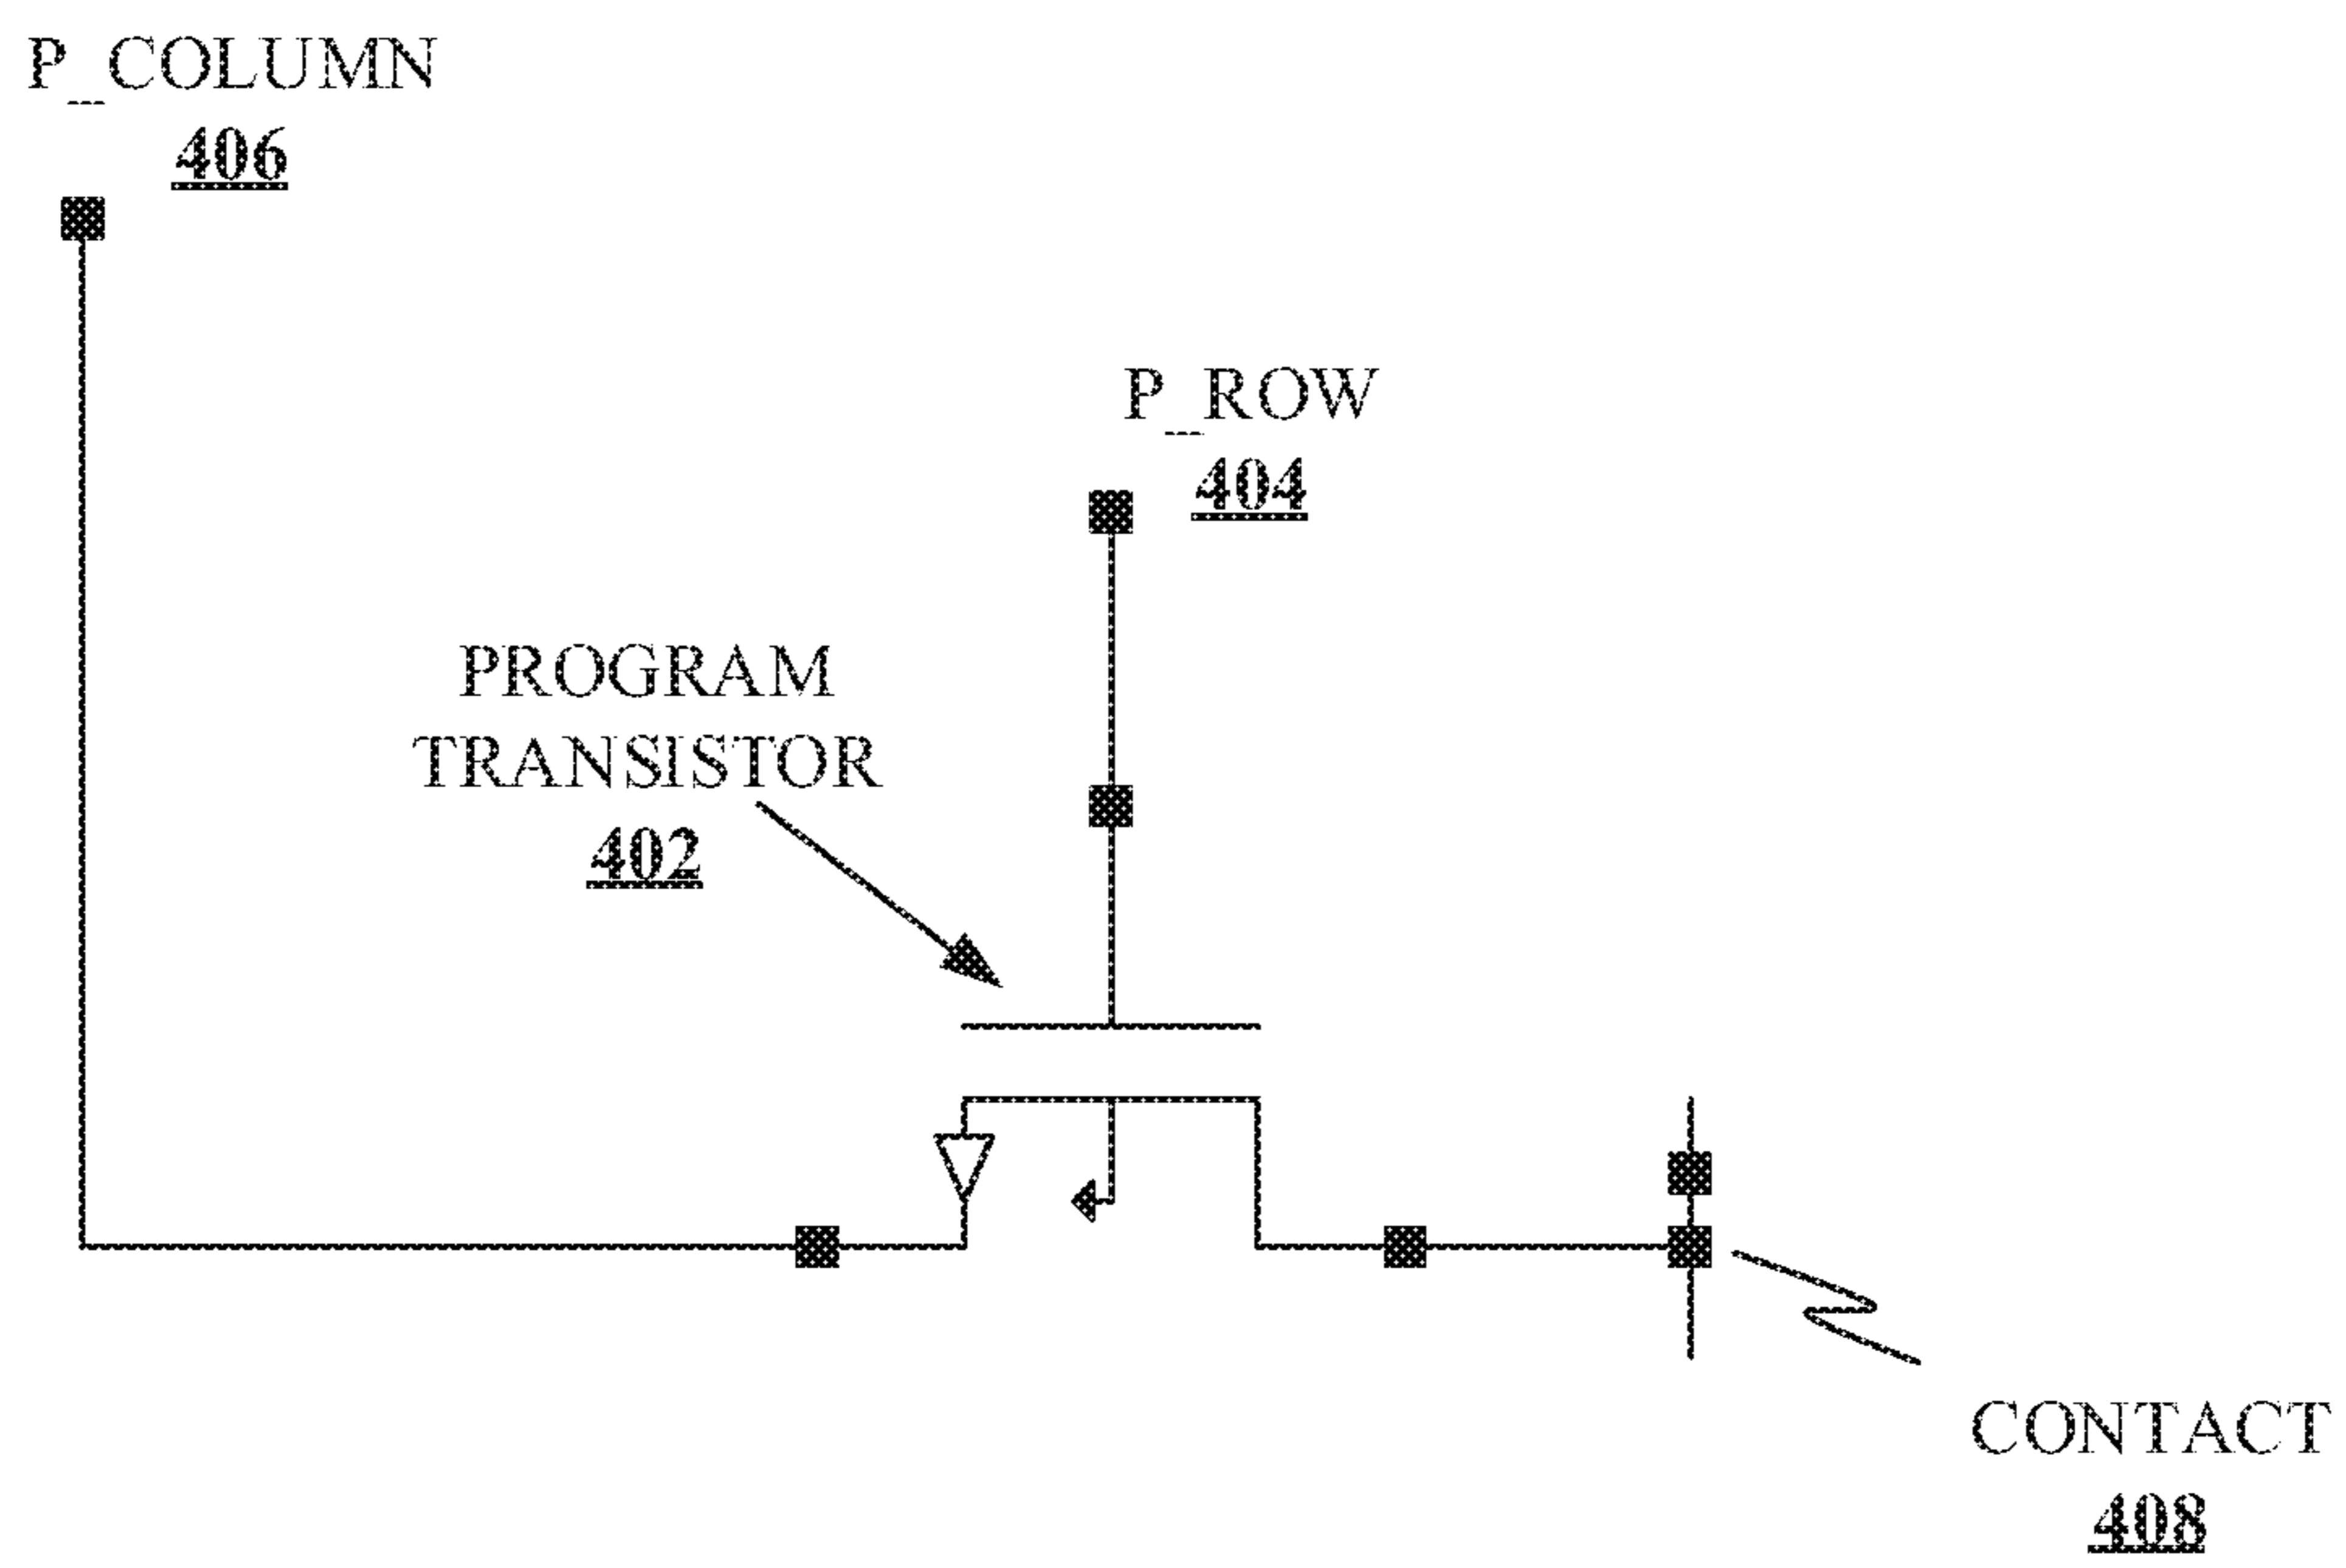 P_COLUMN
406
P_ROW
404
PROGRAM
TRANSISTOR
402
CONTACT
408